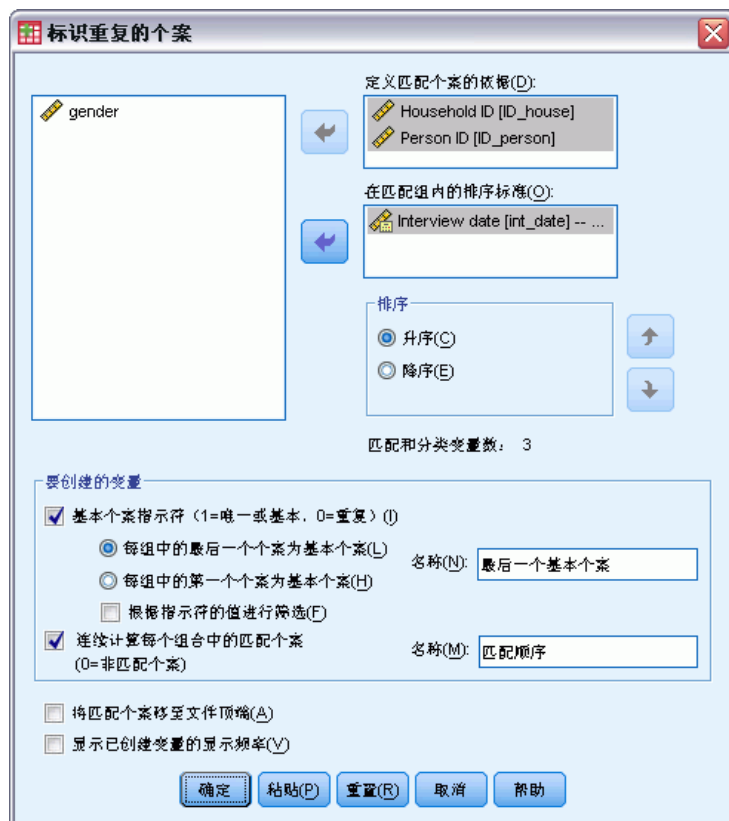 标识重复的个案
定义匹配个案的依据(D):
gender
Household ID [ID_house]
Person ID [ID_person]
在匹配组内的排序标准(O):
Interview date [int_date] -- ...
排序
升序(C)
降序(E)
匹配和分类变量数： 3
要创建的变量
基本个案指示符（1=唯一或基本，0=重复）(I)
每组中的最后一个个案为基本个案(L)
名称(N):
最后一个基本个案
每组中的第一个个案为基本个案(H)
根据指示符的值进行筛选(F)
连续计算每个组合中的匹配个案
(0=非匹配个案)
名称(M):
匹配顺序
将匹配个案移至文件顶端(A)
显示已创建变量的显示频率(V)
确定
粘贴(P)
重置(R)
取消
帮助